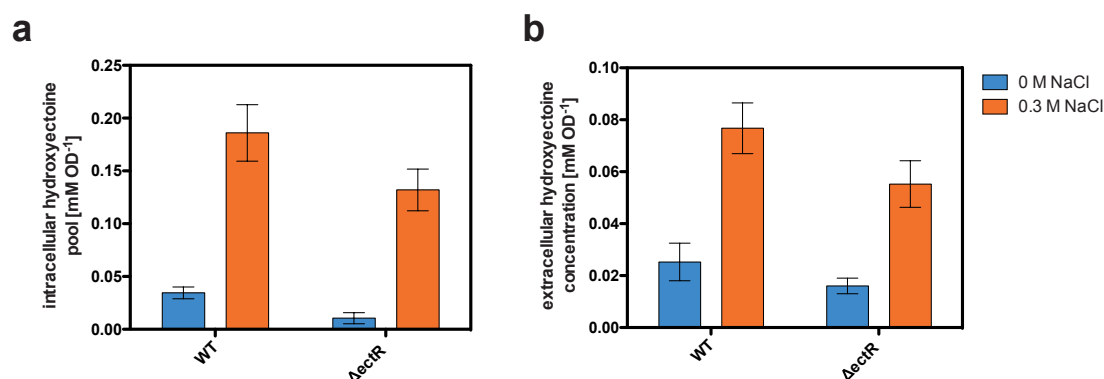 a
intracellular hydroxyectoine
pool [mM OD⁻¹]
0.25
0.20
0.15
0.10
0.05
0.00
WT
ΔectR
b
extracellular hydroxyectoine
concentration [mM OD⁻¹]
0.10
0.08
0.06
0.04
0.02
0.00
WT
ΔectR
0 M NaCl
0.3 M NaCl